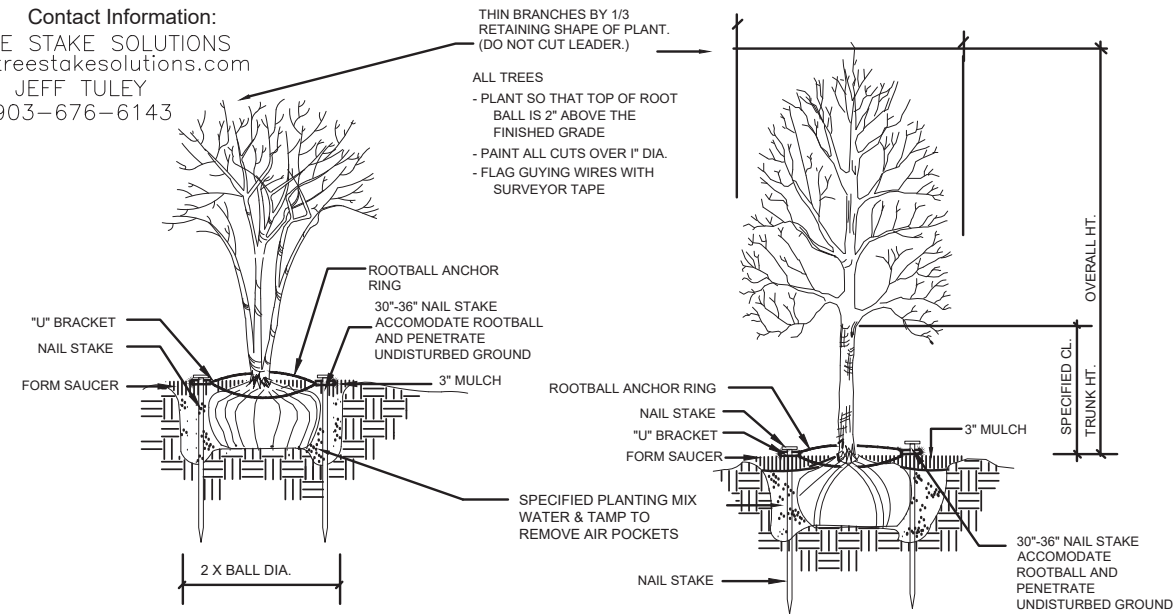 Contact Information:
E STAKE SOLUTIONS
treestakesolutions.com
JEFF TULEY
903-676-6143
THIN BRANCHES BY 1/3
RETAINING SHAPE OF PLANT.
(DO NOT CUT LEADER.)
ALL TREES
- PLANT SO THAT TOP OF ROOT
BALL IS 2" ABOVE THE
FINISHED GRADE
- PAINT ALL CUTS OVER I" DIA.
- FLAG GUYING WIRES WITH
SURVEYOR TAPE
ROOTBALL ANCHOR
RING
30"-36" NAIL STAKE
ACCOMODATE ROOTBALL
AND PENETRATE
UNDISTURBED GROUND
"U" BRACKET
NAIL STAKE
FORM SAUCER
3" MULCH
SPECIFIED PLANTING MIX
WATER & TAMP TO
REMOVE AIR POCKETS
2 X BALL DIA.
OVERALL HT.
SPECIFIED CL.
TRUNK HT.
ROOTBALL ANCHOR RING
NAIL STAKE
"U" BRACKET
FORM SAUCER
3" MULCH
NAIL STAKE
30"-36" NAIL STAKE
ACCOMODATE
ROOTBALL AND
PENETRATE
UNDISTURBED GROUND